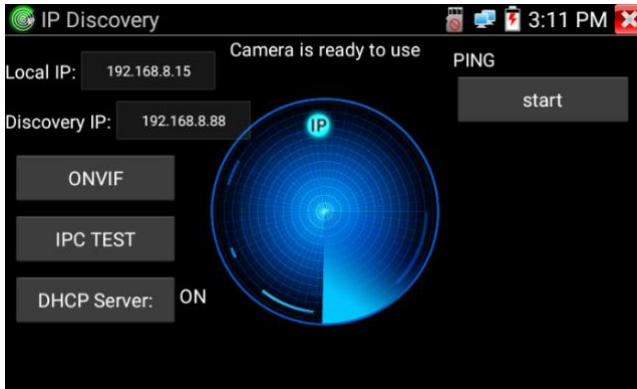 IP Discovery
3:11 PM
Camera is ready to use
Local IP: 192.168.8.15
PING
start
Discovery IP: 192.168.8.88
IP
ONVIF
IPC TEST
DHCP Server: ON